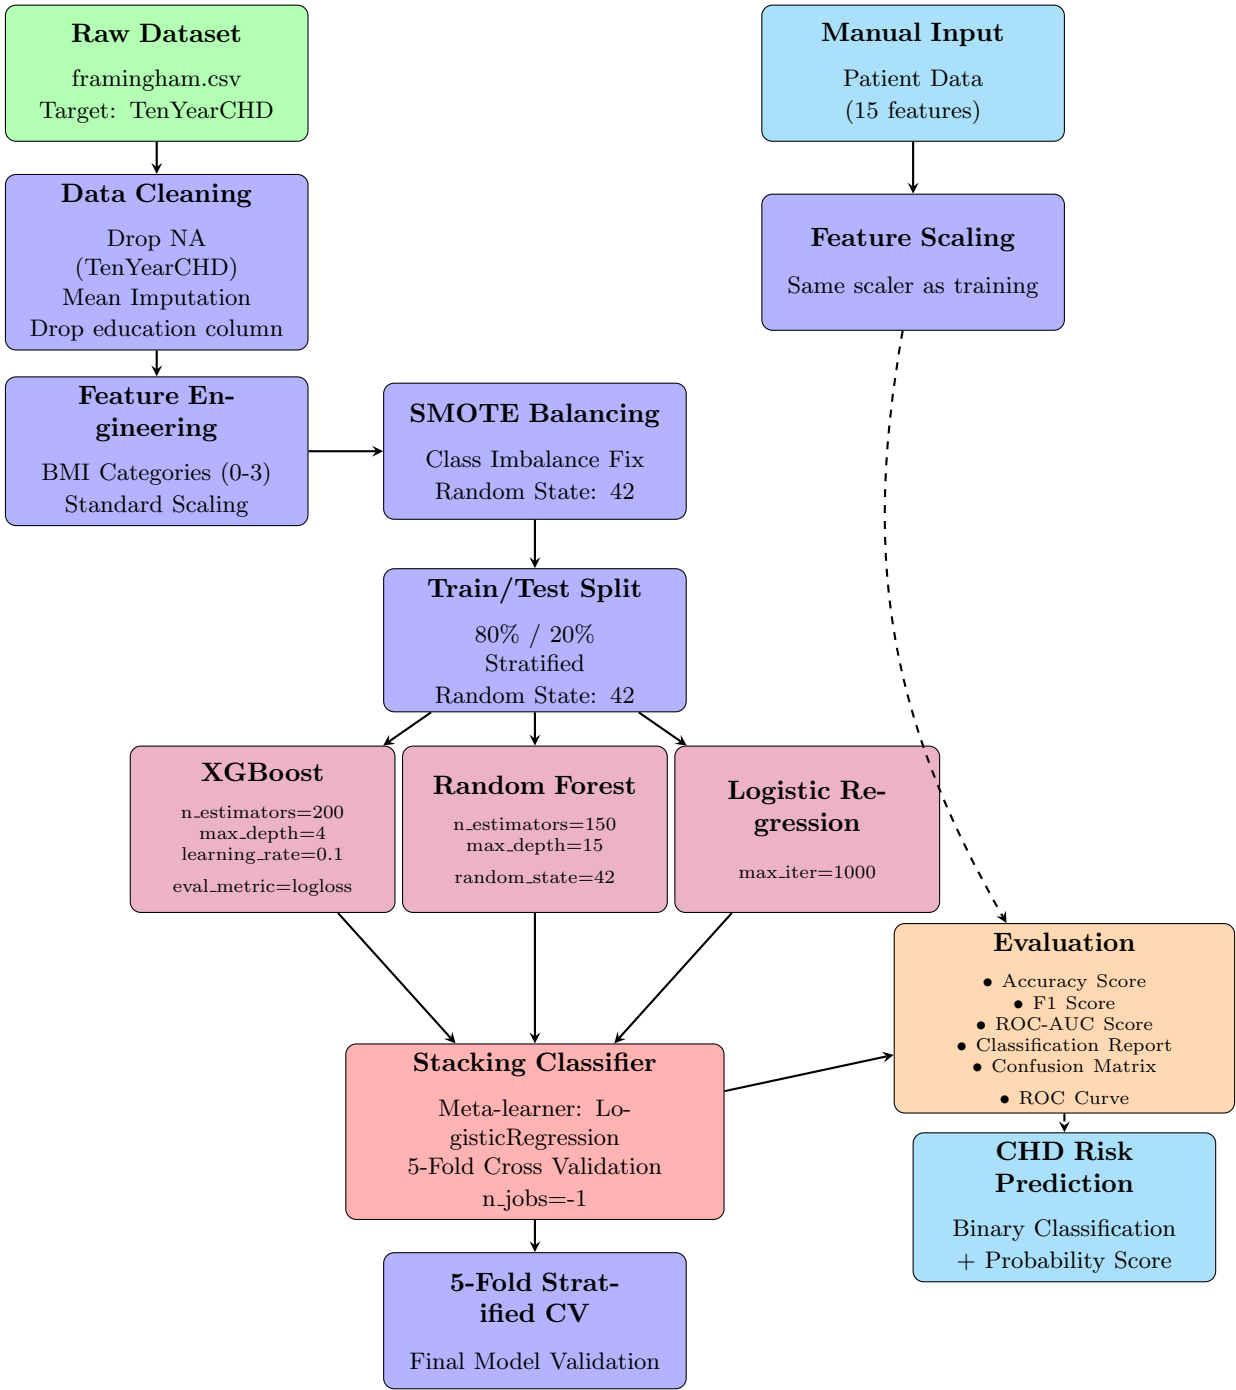 Raw Dataset
framingham.csv
Target: TenYearCHD
Manual Input
Patient Data
(15 features)
Data Cleaning
Drop NA
(TenYearCHD)
Mean Imputation
Drop education column
Feature Scaling
Same scaler as training
Feature En-
gineering
BMI Categories (0-3)
Standard Scaling
SMOTE Balancing
Class Imbalance Fix
Random State: 42
Train/Test Split
80% / 20%
Stratified
Random State: 42
XGBoost
n_estimators=200
max_depth=4
learning_rate=0.1
eval_metric=logloss
Random Forest
n_estimators=150
max_depth=15
random_state=42
Logistic Re-
gression
max_iter=1000
Evaluation
• Accuracy Score
• F1 Score
• ROC-AUC Score
• Classification Report
• Confusion Matrix
• ROC Curve
Stacking Classifier
Meta-learner: Lo-
gisticRegression
5-Fold Cross Validation
n_jobs=-1
CHD Risk
Prediction
Binary Classification
+ Probability Score
5-Fold Strat-
ified CV
Final Model Validation